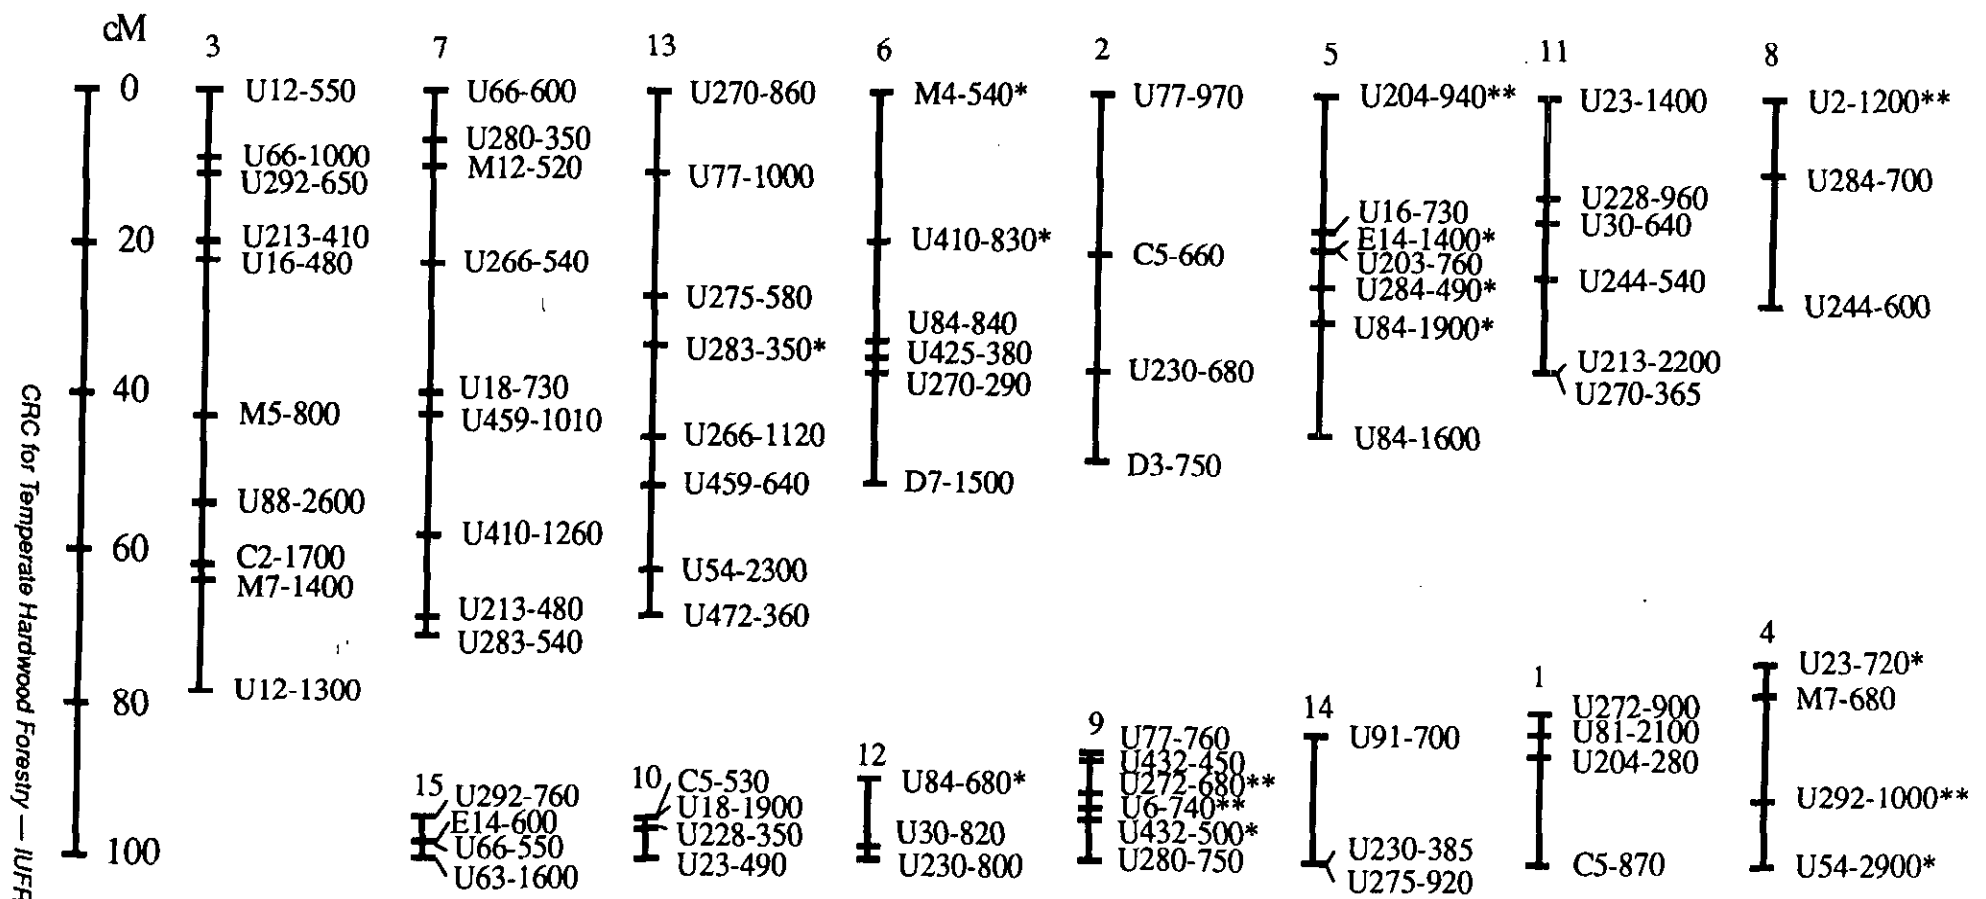 cM
0
20
40
60
80
100
3
U12-550
U66-1000
U292-650
U213-410
U16-480
M5-800
U88-2600
C2-1700
M7-1400
U12-1300
7
U66-600
U280-350
M12-520
U266-540
U18-730
U459-1010
U410-1260
U213-480
U283-540
13
U270-860
U77-1000
U275-580
U283-350*
U266-1120
U459-640
U54-2300
U472-360
6
M4-540*
U410-830*
U84-840
U425-380
U270-290
D7-1500
2
U77-970
C5-660
U230-680
D3-750
5
U204-940**
U16-730
E14-1400*
U203-760
U284-490*
U84-1900*
U84-1600
11
U23-1400
U228-960
U30-640
U244-540
U213-2200
U270-365
8
U2-1200**
U284-700
U244-600
15
U292-760
E14-600
U66-550
U63-1600
10
C5-530
U18-1900
U228-350
U23-490
12
U84-680*
U30-820
U230-800
9
U77-760
U432-450
U272-680**
U6-740**
U432-500*
U280-750
14
U91-700
U230-385
U275-920
1
U272-900
U81-2100
U204-280
C5-870
4
U23-720*
M7-680
U292-1000**
U54-2900*
CRC for Temperate Hardwood Forestry —